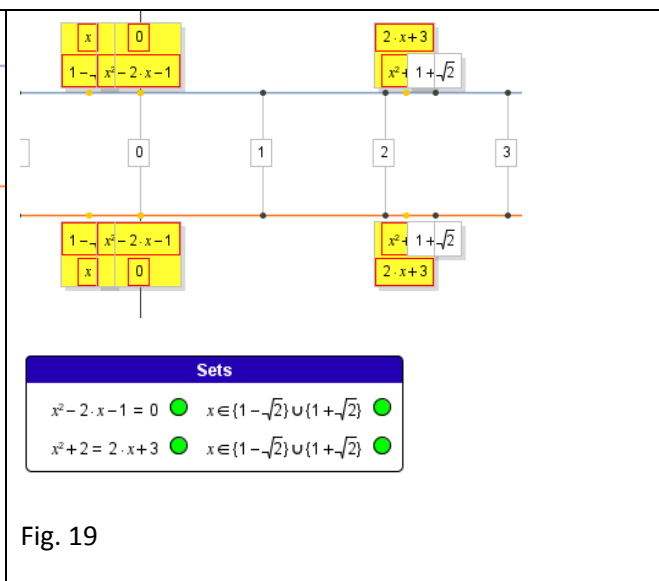 x 0 2·x+3
1− x²−2·x−1 x²+ 1+√2
0 1 2 3
1− x²−2·x−1 x²+ 1+√2
x 0 2·x+3
Sets
x²−2·x−1 = 0 x∈{1−√2}∪{1+√2}
x²+2 = 2·x+3 x∈{1−√2}∪{1+√2}
Fig. 19